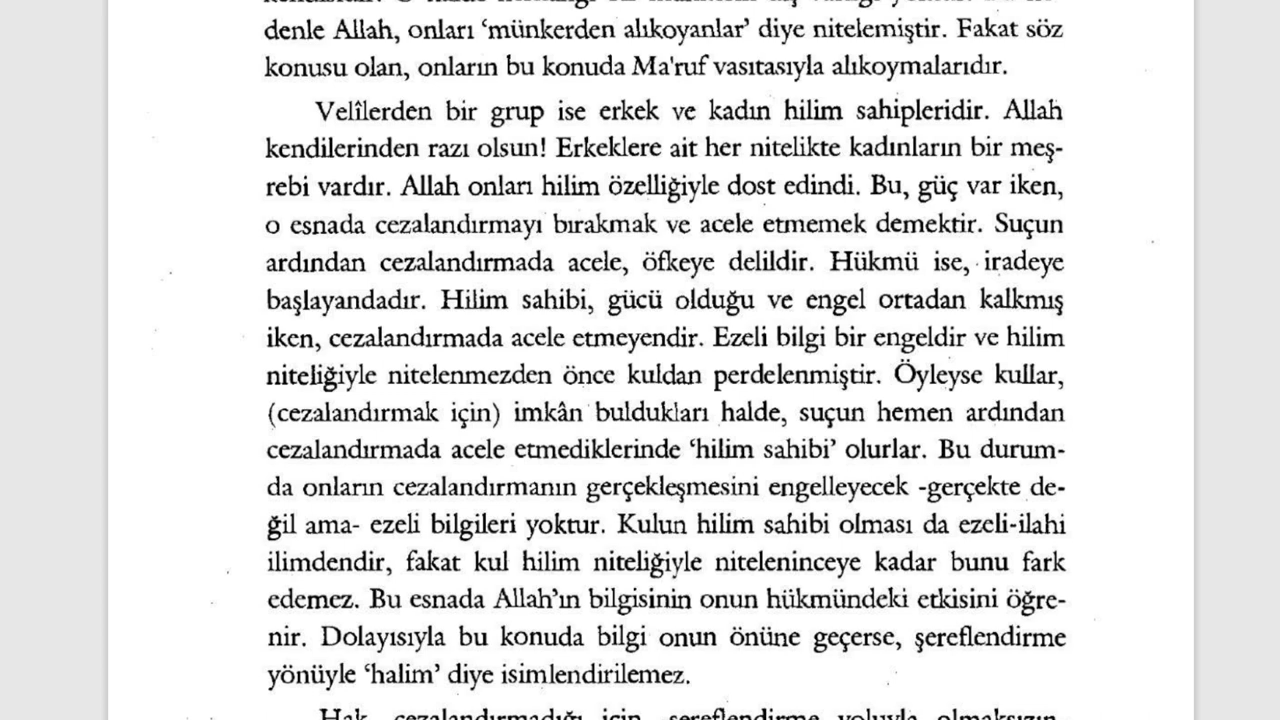 denle Allah, onları ‘münkerden alıkoyanlar’ diye nitelemiştir. Fakat söz
konusu olan, onların bu konuda Ma'ruf vasıtasıyla alıkoymalarıdır.
Velîlerden bir grup ise erkek ve kadın hilim sahipleridir. Allah
kendilerinden razı olsun! Erkeklere ait her nitelikte kadınların bir meş-
rebi vardır. Allah onları hilim özelliğiyle dost edindi. Bu, güç var iken,
o esnada cezalandırmayı bırakmak ve acele etmemek demektir. Suçun
ardından cezalandırmada acele, öfkeye delildir. Hükmü ise, iradeye
başlayandadır. Hilim sahibi, gücü olduğu ve engel ortadan kalkmış
iken, cezalandırmada acele etmeyendir. Ezeli bilgi bir engeldir ve hilim
niteliğiyle nitelenmezden önce kuldan perdelenmiştir. Öyleyse kullar,
(cezalandırmak için) imkân buldukları halde, suçun hemen ardından
cezalandırmada acele etmediklerinde ‘hilim sahibi’ olurlar. Bu durum-
da onların cezalandırmanın gerçekleşmesini engelleyecek -gerçekte de-
ğil ama- ezeli bilgileri yoktur. Kulun hilim sahibi olması da ezeli-ilahi
ilimdendir, fakat kul hilim niteliğiyle niteleninceye kadar bunu fark
edemez. Bu esnada Allah’ın bilgisinin onun hükmündeki etkisini öğre-
nir. Dolayısıyla bu konuda bilgi onun önüne geçerse, şereflendirme
yönüyle ‘halim’ diye isimlendirilemez.
Hak, cezalandırmadığı için, şereflendirme yoluyla olmaksızın,